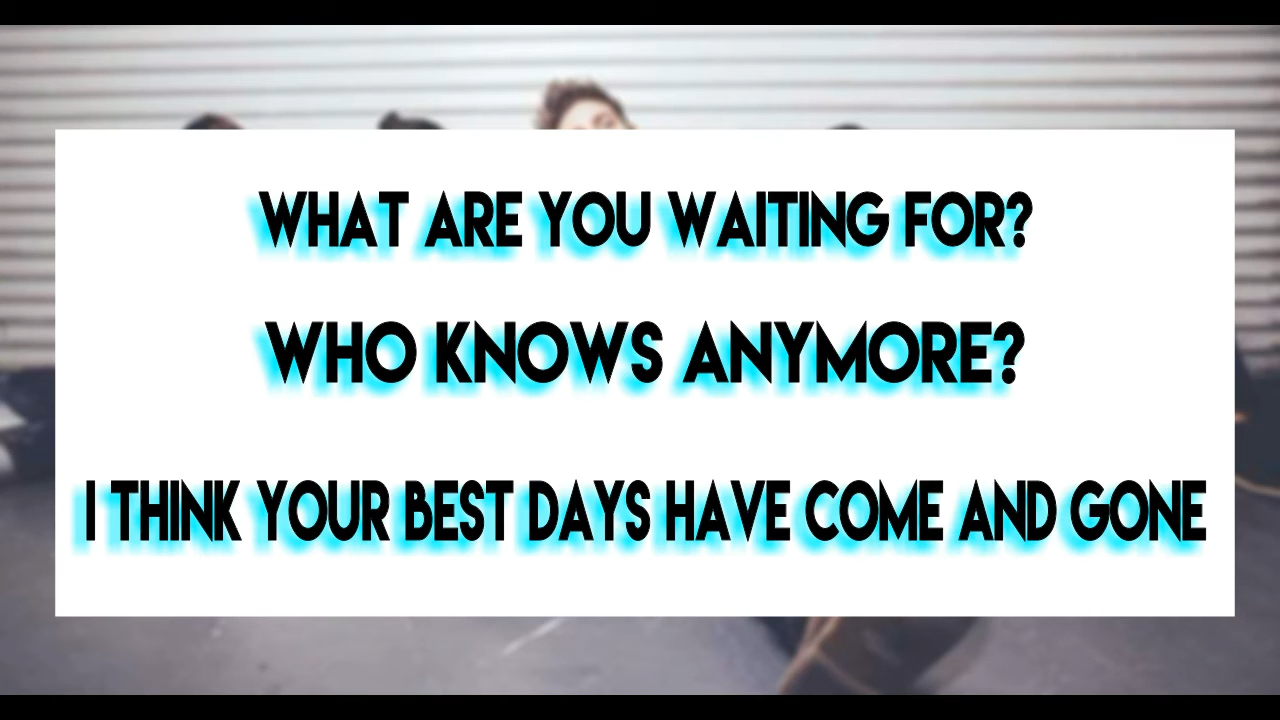 WHAT ARE YOU WAITING FOR?
WHO KNOWS ANYMORE?
I THINK YOUR BEST DAYS HAVE COME AND GONE